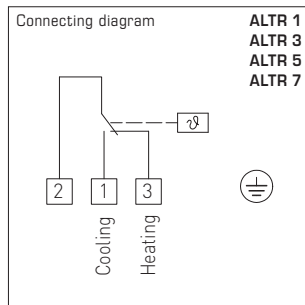 Connecting diagram
ALTR 1
ALTR 3
ALTR 5
ALTR 7
ϑ
2
1
3
Cooling
Heating